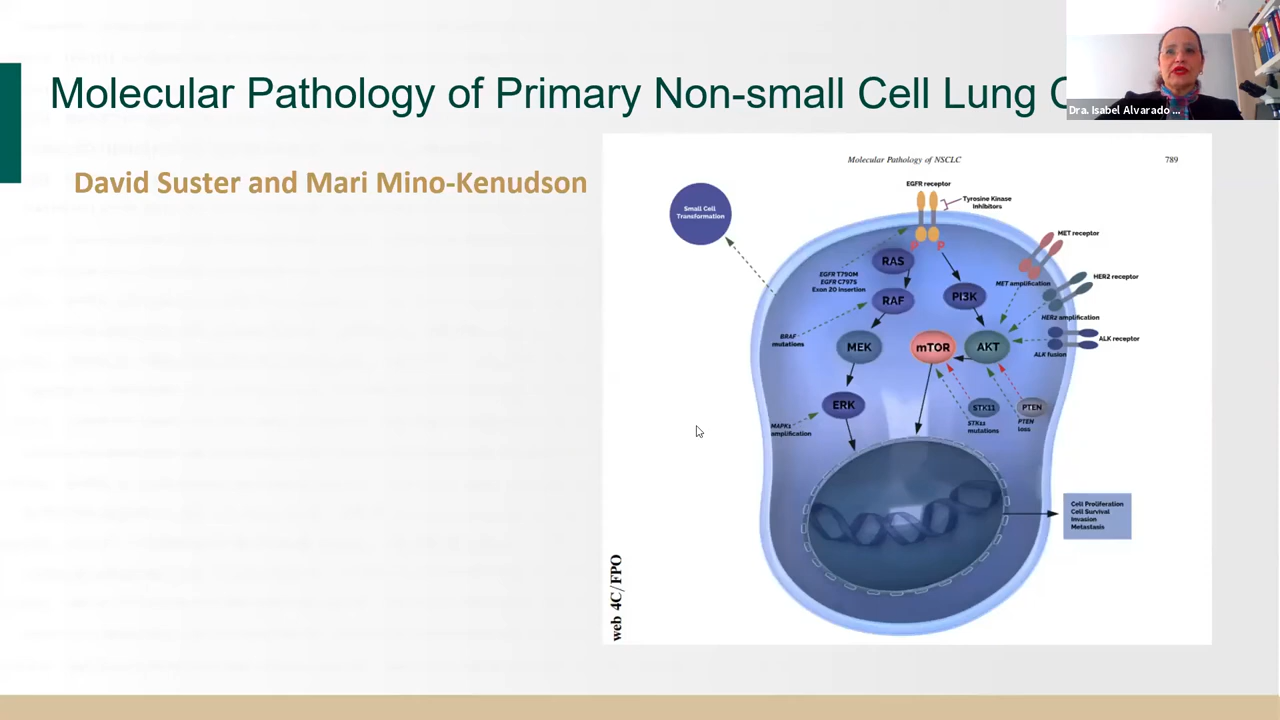 Molecular Pathology of Primary Non-small Cell Lung C
Dra. Isabel Alvarado ...
David Suster and Mari Mino-Kenudson
Molecular Pathology of NSCLC
789
EGFR receptor
Tyrosine Kinase
Inhibitors
Small Cell
Transformation
MET receptor
P P
RAS
EGFR T790M
EGFR C797S
Exon 20 insertion
MET amplification
HER2 receptor
RAF
PI3K
HER2 amplification
BRAF
mutations
MEK
mTOR
AKT
ALK receptor
ALK fusion
ERK
STK11
PTEN
MAPK1
amplification
STK11
mutations
PTEN
loss
Cell Proliferation
Cell Survival
Invasion
Metastasis
web 4C/FPO